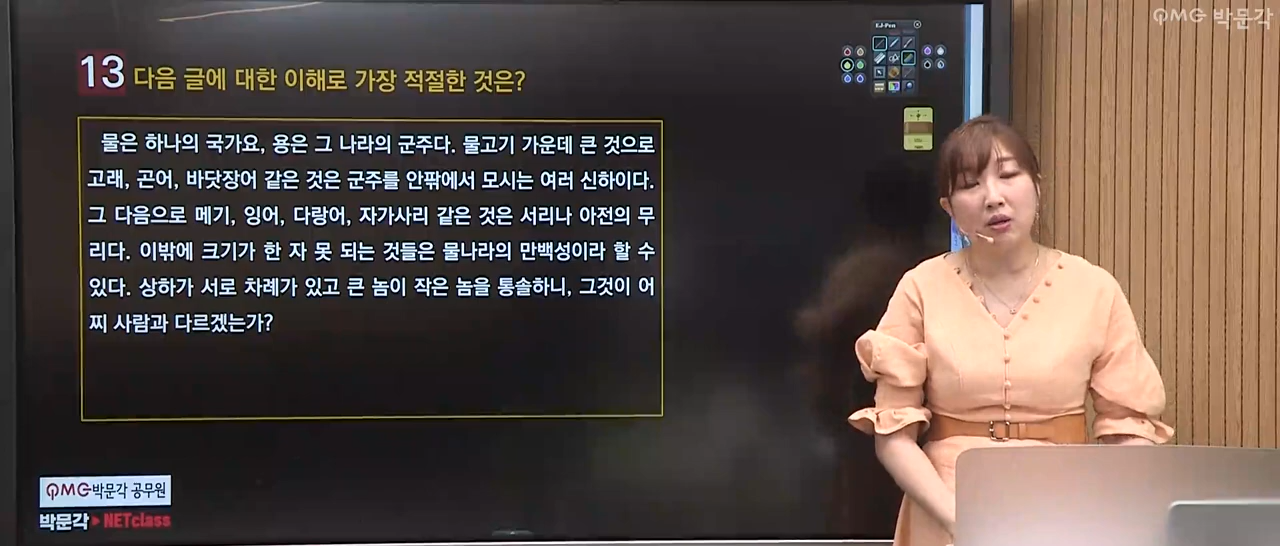 QMG 박문각
EJ-Pen
13 다음 글에 대한 이해로 가장 적절한 것은?
물은 하나의 국가요, 용은 그 나라의 군주다. 물고기 가운데 큰 것으로
고래, 곤어, 바닷장어 같은 것은 군주를 안팎에서 모시는 여러 신하이다.
그 다음으로 메기, 잉어, 다랑어, 자가사리 같은 것은 서리나 아전의 무
리다. 이밖에 크기가 한 자 못 되는 것들은 물나라의 만백성이라 할 수
있다. 상하가 서로 차례가 있고 큰 놈이 작은 놈을 통솔하니, 그것이 어
찌 사람과 다르겠는가?
QMG박문각 공무원
박문각 NETclass